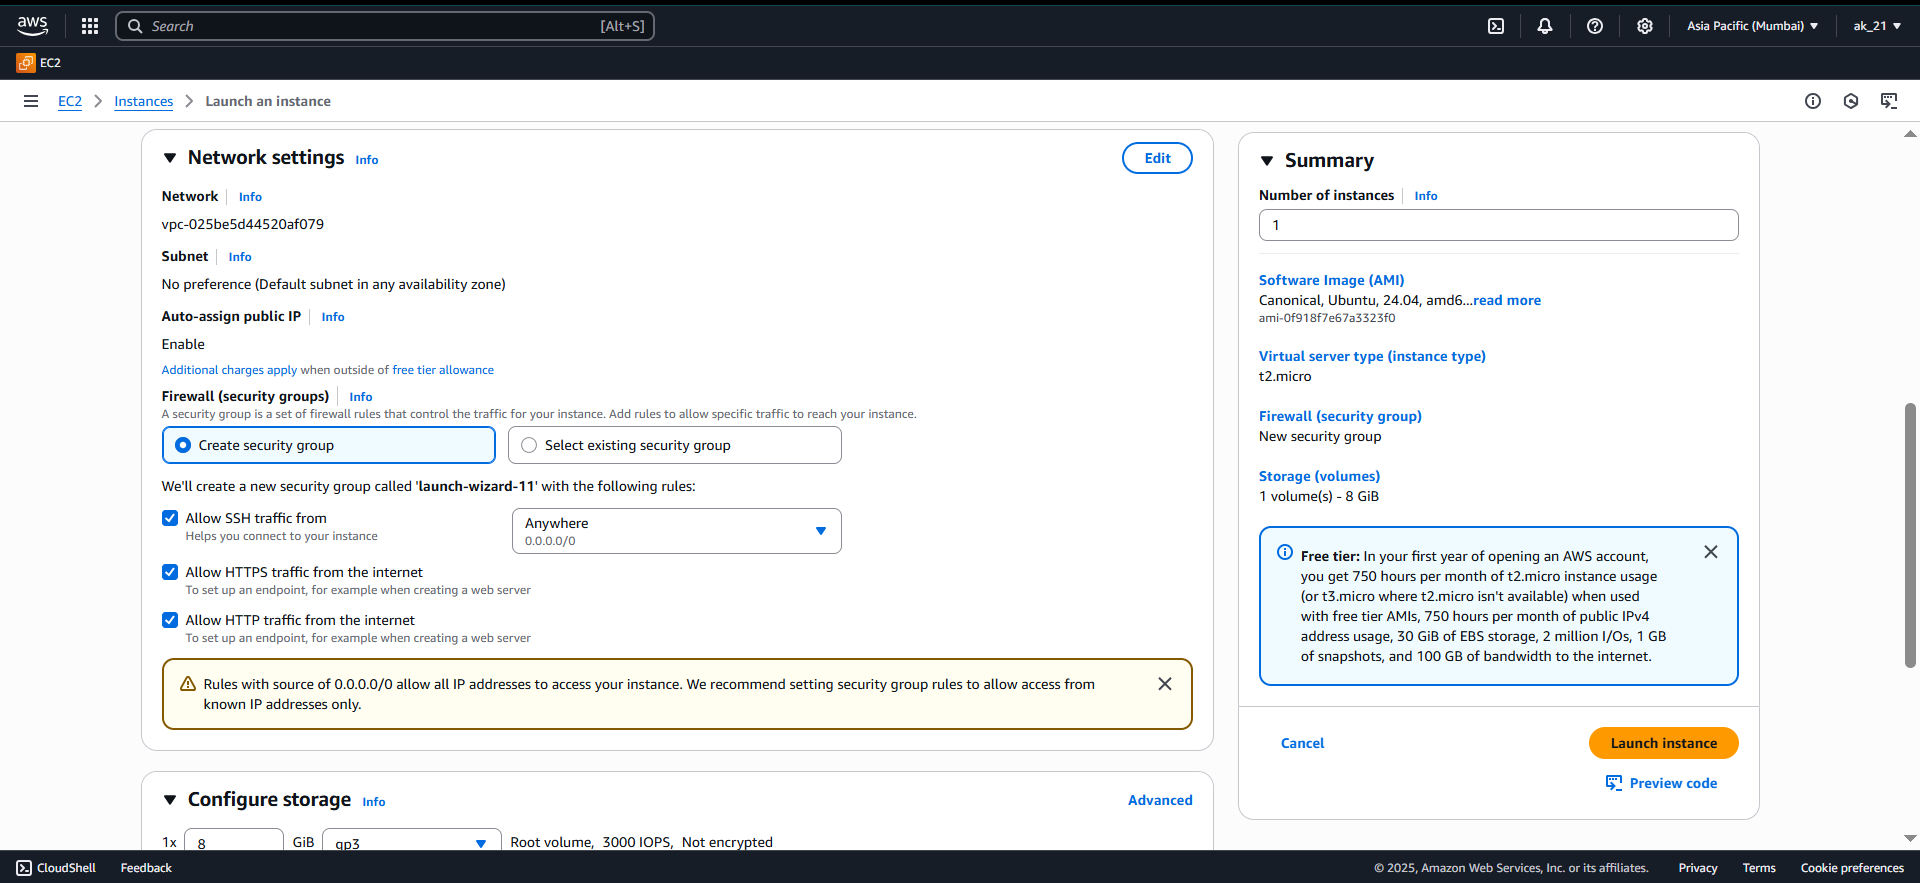 aws
Search [Alt+S]
Asia Pacific (Mumbai)
ak_21
EC2
EC2 Instances Launch an instance
Network settings Info
Edit
Network Info
vpc-025be5d44520af079
Subnet Info
No preference (Default subnet in any availability zone)
Auto-assign public IP Info
Enable
Additional charges apply when outside of free tier allowance
Firewall (security groups) Info
A security group is a set of firewall rules that control the traffic for your instance. Add rules to allow specific traffic to reach your instance.
Create security group
Select existing security group
We'll create a new security group called 'launch-wizard-11' with the following rules:
Allow SSH traffic from
Helps you connect to your instance
Anywhere
0.0.0.0/0
Allow HTTPS traffic from the internet
To set up an endpoint, for example when creating a web server
Allow HTTP traffic from the internet
To set up an endpoint, for example when creating a web server
Rules with source of 0.0.0.0/0 allow all IP addresses to access your instance. We recommend setting security group rules to allow access from
known IP addresses only.
Configure storage Info
Advanced
1x 8 GiB gp3 Root volume, 3000 IOPS, Not encrypted
Summary
Number of instances Info
1
Software Image (AMI)
Canonical, Ubuntu, 24.04, amd6...read more
ami-0f918f7e67a3323f0
Virtual server type (instance type)
t2.micro
Firewall (security group)
New security group
Storage (volumes)
1 volume(s) - 8 GiB
Free tier: In your first year of opening an AWS account,
you get 750 hours per month of t2.micro instance usage
(or t3.micro where t2.micro isn't available) when used
with free tier AMIs, 750 hours per month of public IPv4
address usage, 30 GiB of EBS storage, 2 million I/Os, 1 GB
of snapshots, and 100 GB of bandwidth to the internet.
Cancel
Launch instance
Preview code
CloudShell Feedback
© 2025, Amazon Web Services, Inc. or its affiliates. Privacy Terms Cookie preferences